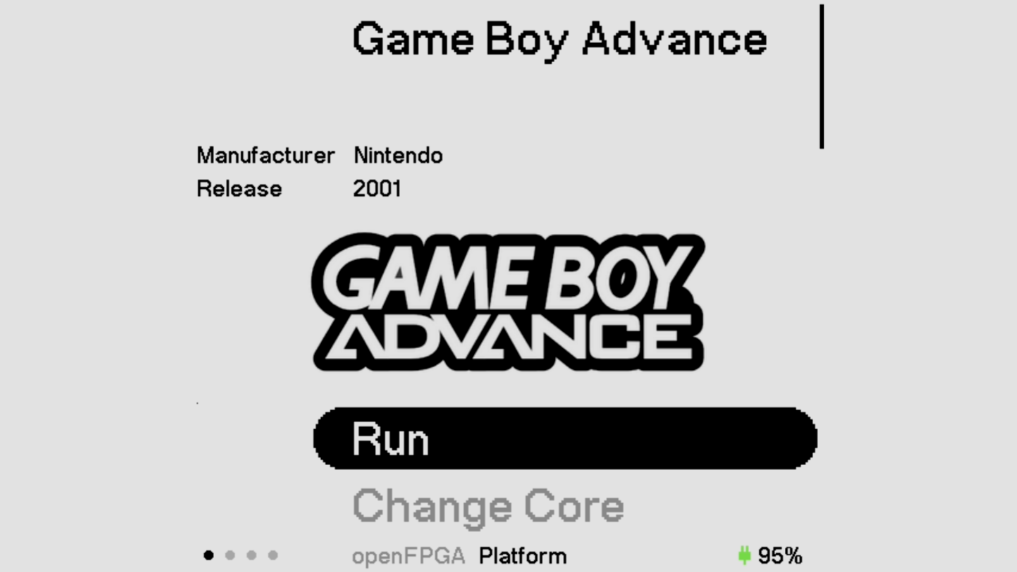 Game Boy Advance
Manufacturer Nintendo
Release 2001
GAME BOY
ADVANCE
Run
Change Core
openFPGA Platform 95%